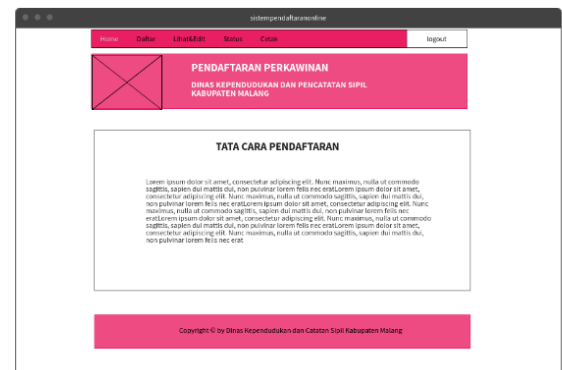 sistempendaftaranonline
Home Daftar Lihat&Edit Status Cetak logout
PENDAFTARAN PERKAWINAN
DINAS KEPENDUDUKAN DAN PENCATATAN SIPIL
KABUPATEN MALANG
TATA CARA PENDAFTARAN
Lorem ipsum dolor sit amet, consectetur adipiscing elit. Nunc maximus, nulla ut commodo
sagittis, sapien dui mattis dui, non pulvinar lorem felis nec eratLorem ipsum dolor sit amet,
consectetur adipiscing elit. Nunc maximus, nulla ut commodo sagittis, sapien dui mattis dui,
non pulvinar lorem felis nec eratLorem ipsum dolor sit amet, consectetur adipiscing elit. Nunc
maximus, nulla ut commodo sagittis, sapien dui mattis dui, non pulvinar lorem felis nec
eratLorem ipsum dolor sit amet, consectetur adipiscing elit. Nunc maximus, nulla ut commodo
sagittis, sapien dui mattis dui, non pulvinar lorem felis nec eratLorem ipsum dolor sit amet,
consectetur adipiscing elit. Nunc maximus, nulla ut commodo sagittis, sapien dui mattis dui,
non pulvinar lorem felis nec erat
Copyright © by Dinas Kependudukan dan Catatan Sipil Kabupaten Malang